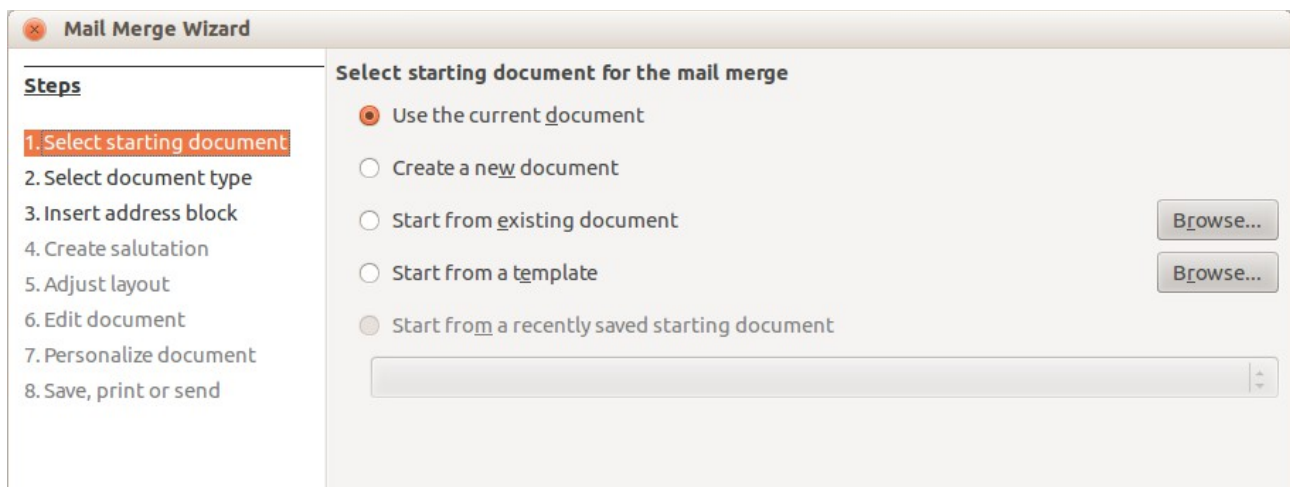 Mail Merge Wizard
Steps
1. Select starting document
2. Select document type
3. Insert address block
4. Create salutation
5. Adjust layout
6. Edit document
7. Personalize document
8. Save, print or send
Select starting document for the mail merge
Use the current document
Create a new document
Start from existing document
Browse...
Start from a template
Browse...
Start from a recently saved starting document